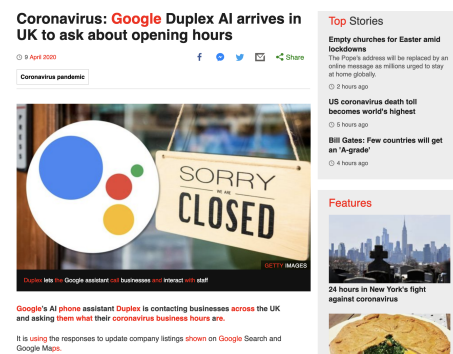 Coronavirus: Google Duplex AI arrives in
UK to ask about opening hours
9 April 2020
Share
Coronavirus pandemic
PRESS
SORRY
WE ARE
CLOSED
GETTY IMAGES
Duplex lets the Google assistant call businesses and interact with staff
Google's AI phone assistant Duplex is contacting businesses across the UK
and asking them what their coronavirus business hours are.
It is using the responses to update company listings shown on Google Search and
Google Maps.
Top Stories
Empty churches for Easter amid
lockdowns
The Pope's address will be replaced by an
online message as millions urged to stay
at home globally.
2 hours ago
US coronavirus death toll
becomes world's highest
5 hours ago
Bill Gates: Few countries will get
an 'A-grade'
4 hours ago
Features
24 hours in New York's fight
against coronavirus